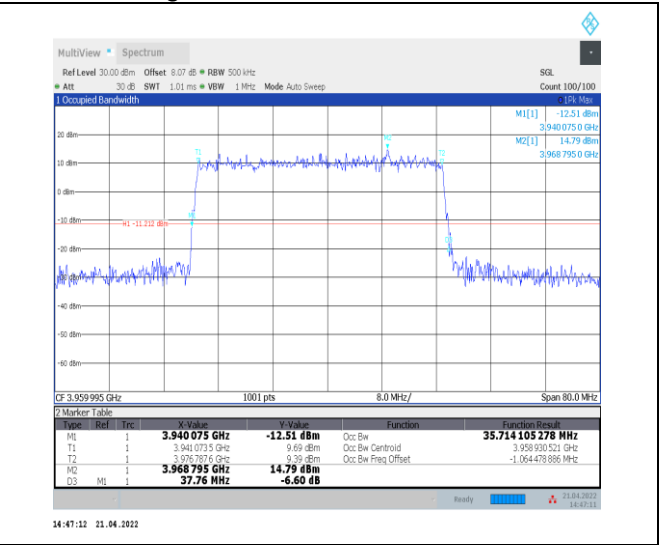 MultiView Spectrum
Ref Level 30.00 dBm Offset 8.07 dB RBW 500 kHz SGL
Att 30 dB SWT 1.01 ms VBW 1 MHz Mode Auto Sweep Count 100/100
1 Occupied Bandwidth 1Pk Max
M1[1] -12.51 dBm
3.940 075 0 GHz
M2[1] 14.79 dBm
3.968 795 0 GHz
20 dBm
10 dBm
0 dBm
-10 dBm
H1 -11.212 dBm
-20 dBm
-40 dBm
-50 dBm
-60 dBm
CF 3.959 995 GHz 1001 pts 8.0 MHz/ Span 80.0 MHz
2 Marker Table
Type Ref Trc X-Value Y-Value Function Function Result
M1 1 3.940 075 GHz -12.51 dBm Occ Bw 35.714 105 278 MHz
T1 1 3.941 073 5 GHz 9.69 dBm Occ Bw Centroid 3.958 930 521 GHz
T2 1 3.976 787 6 GHz 9.39 dBm Occ Bw Freq Offset -1.064 478 886 MHz
M2 1 3.968 795 GHz 14.79 dBm
D3 M1 1 37.76 MHz -6.60 dB
Ready 21.04.2022
14:47:11
14:47:12 21.04.2022